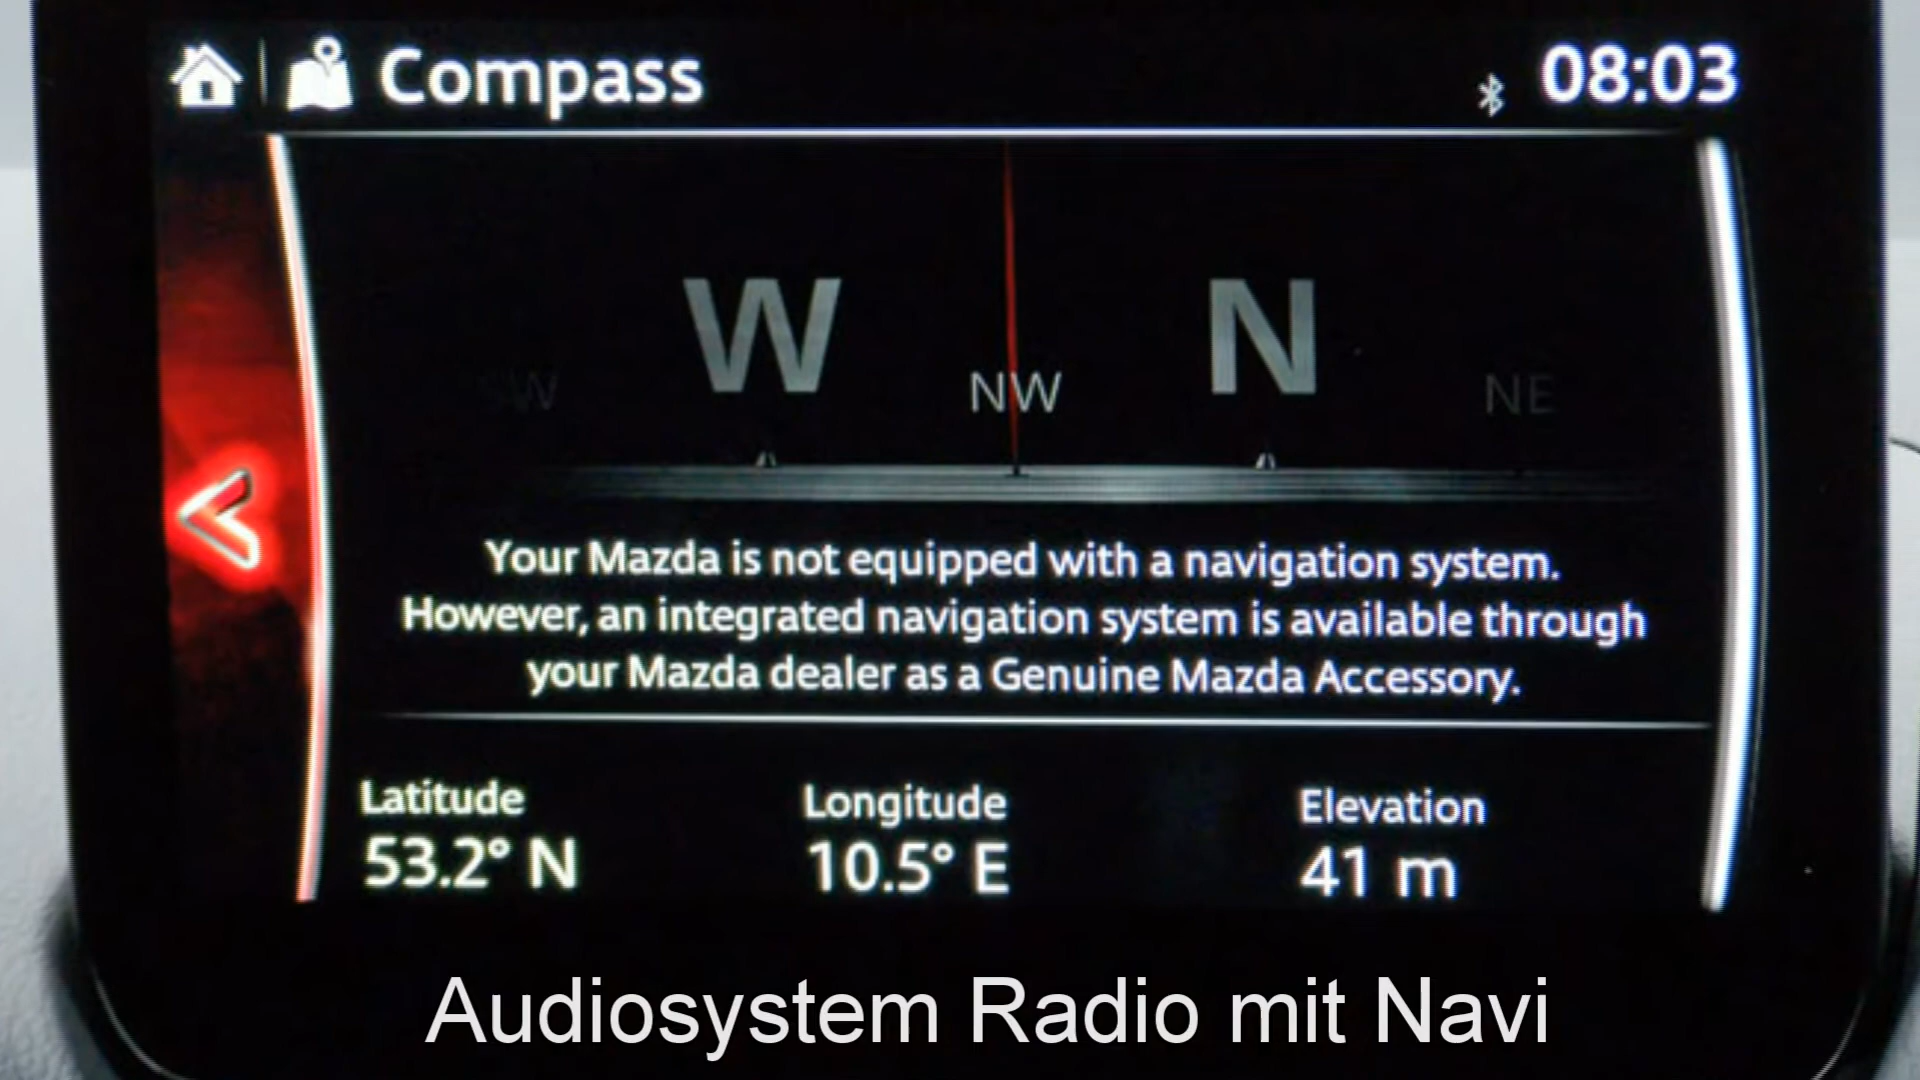 Compass
08:03
SW W NW N NE
Your Mazda is not equipped with a navigation system.
However, an integrated navigation system is available through
your Mazda dealer as a Genuine Mazda Accessory.
Latitude Longitude Elevation
53.2° N 10.5° E 41 m
Audiosystem Radio mit Navi